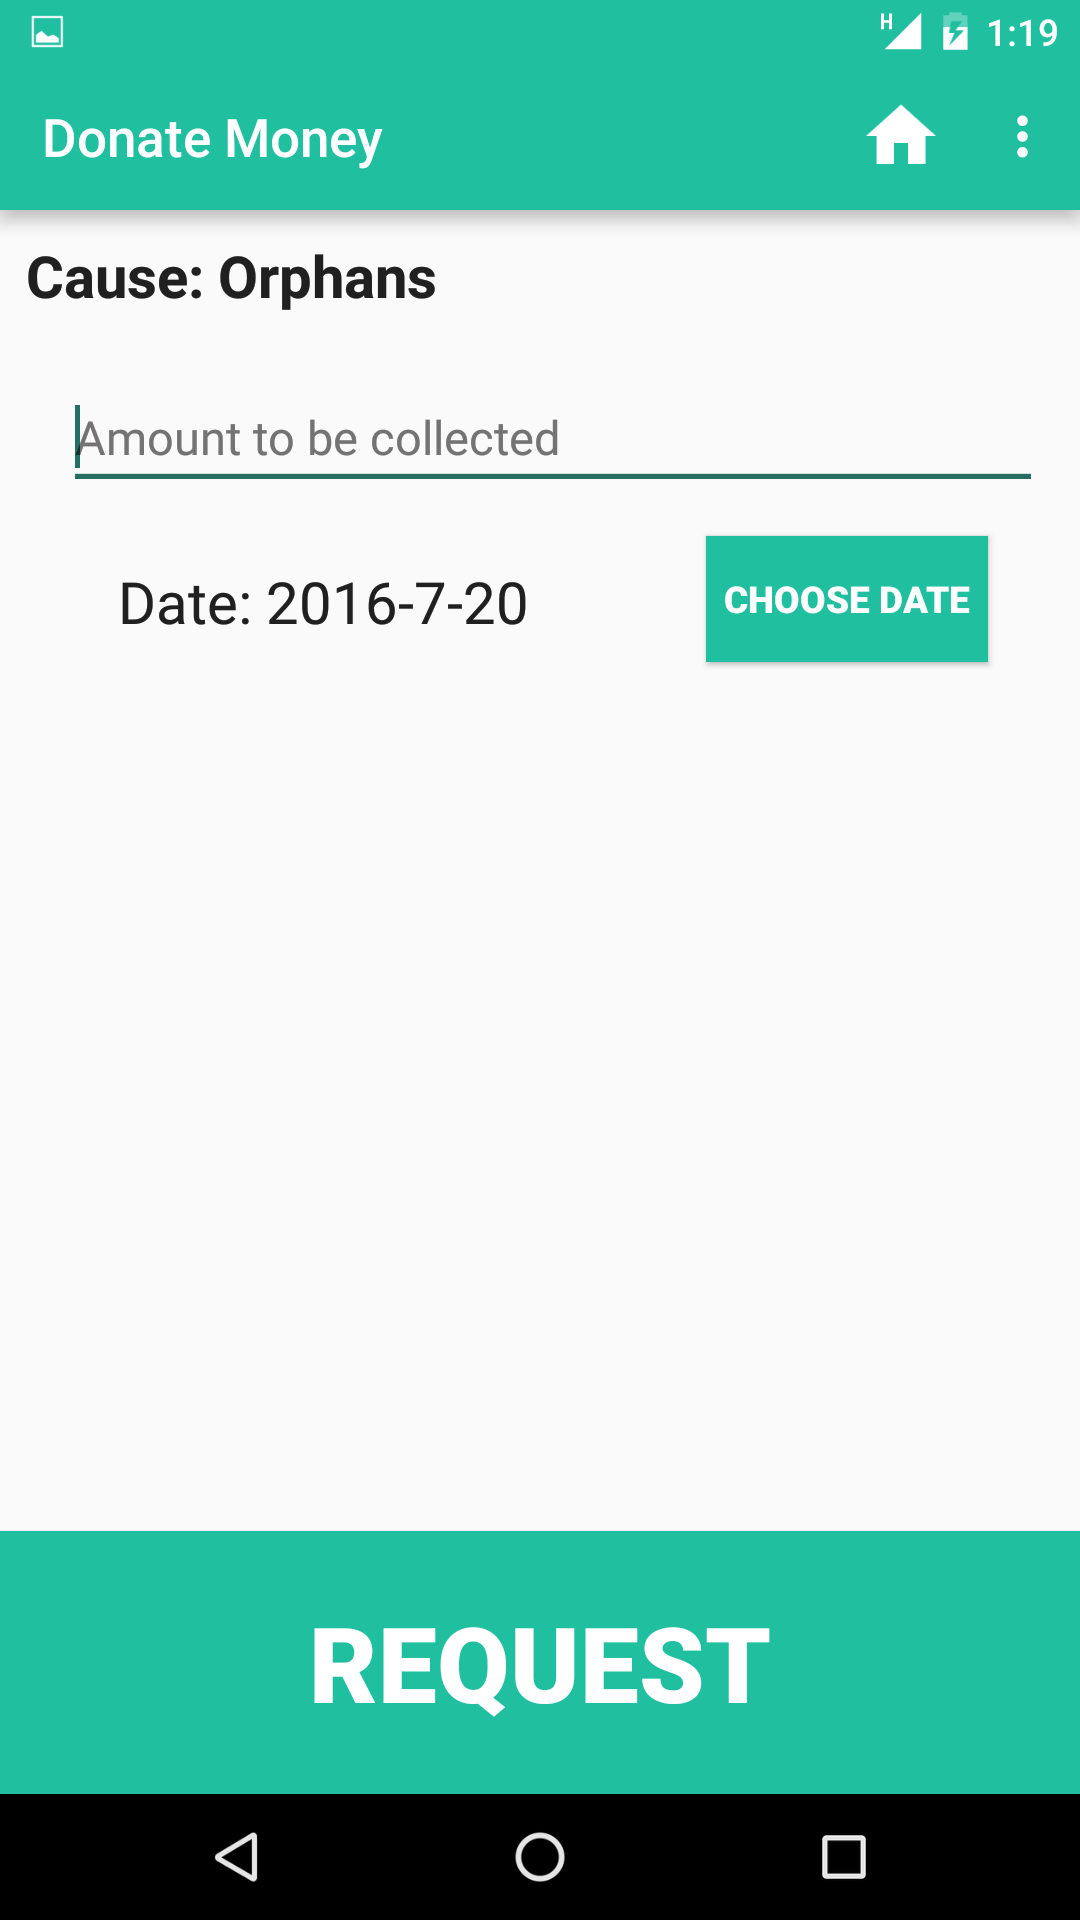 H 1:19
Donate Money
Cause: Orphans
Amount to be collected
Date: 2016-7-20
CHOOSE DATE
REQUEST